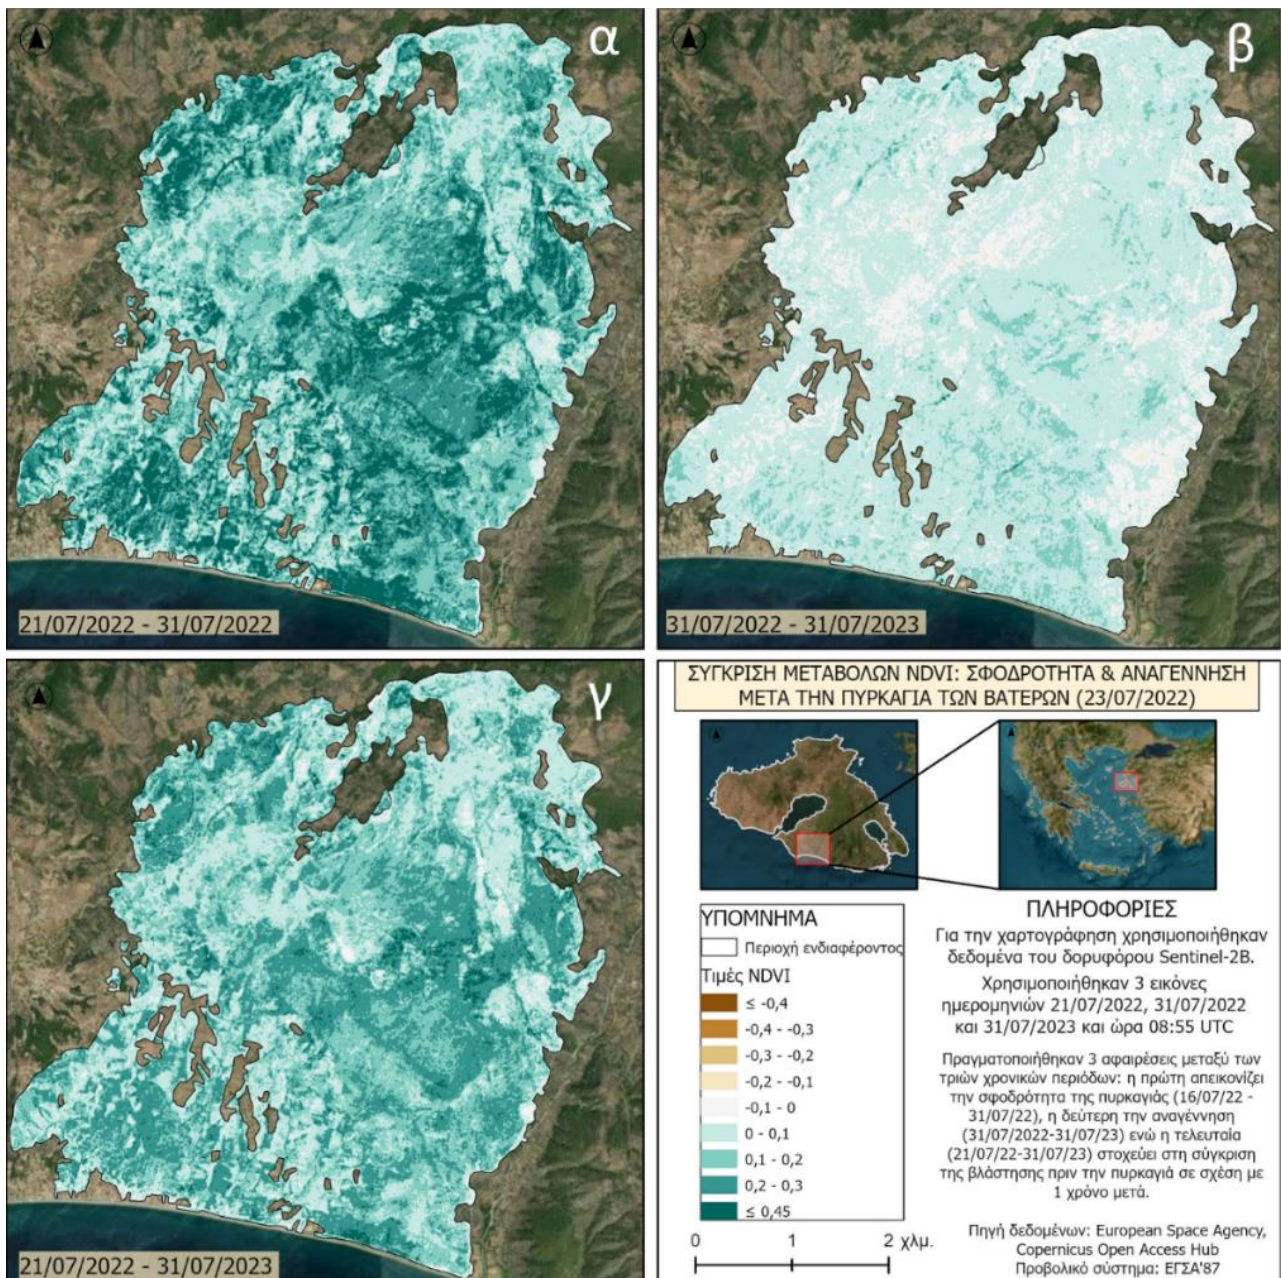 α
21/07/2022 - 31/07/2022
β
31/07/2022 - 31/07/2023
γ
21/07/2022 - 31/07/2023
ΣΥΓΚΡΙΣΗ ΜΕΤΑΒΟΛΩΝ NDVI: ΣΦΟΔΡΟΤΗΤΑ & ΑΝΑΓΕΝΝΗΣΗ
ΜΕΤΑ ΤΗΝ ΠΥΡΚΑΓΙΑ ΤΩΝ ΒΑΤΕΡΩΝ (23/07/2022)
ΥΠΟΜΝΗΜΑ
Περιοχή ενδιαφέροντος
Τιμές NDVI
≤ -0,4
-0,4 - -0,3
-0,3 - -0,2
-0,2 - -0,1
-0,1 - 0
0 - 0,1
0,1 - 0,2
0,2 - 0,3
≤ 0,45
0 1 2 χλμ.
ΠΛΗΡΟΦΟΡΙΕΣ
Για την χαρτογράφηση χρησιμοποιήθηκαν
δεδομένα του δορυφόρου Sentinel-2B.
Χρησιμοποιήθηκαν 3 εικόνες
ημερομηνιών 21/07/2022, 31/07/2022
και 31/07/2023 και ώρα 08:55 UTC
Πραγματοποιήθηκαν 3 αφαιρέσεις μεταξύ των
τριών χρονικών περιόδων: η πρώτη απεικονίζει
την σφοδρότητα της πυρκαγιάς (16/07/22 -
31/07/22), η δεύτερη την αναγέννηση
(31/07/2022-31/07/23) ενώ η τελευταία
(21/07/22-31/07/23) στοχεύει στη σύγκριση
της βλάστησης πριν την πυρκαγιά σε σχέση με
1 χρόνο μετά.
Πηγή δεδομένων: European Space Agency,
Copernicus Open Access Hub
Προβολικό σύστημα: ΕΓΣΑ'87